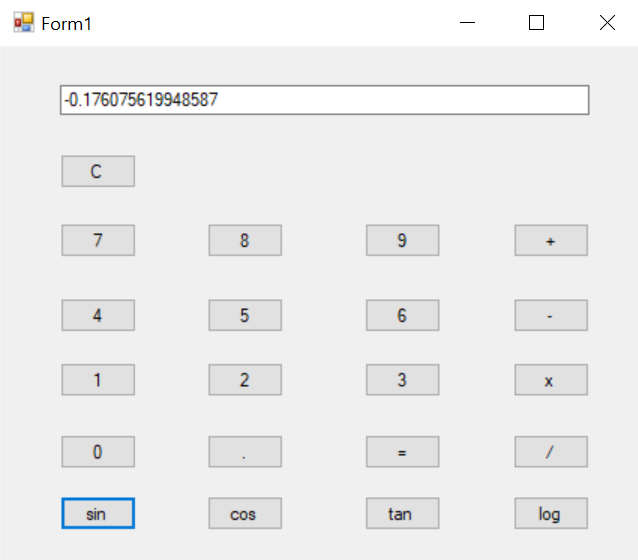 Form1
-0.176075619948587
C
7 8 9 +
4 5 6 -
1 2 3 x
0 . = /
sin cos tan log